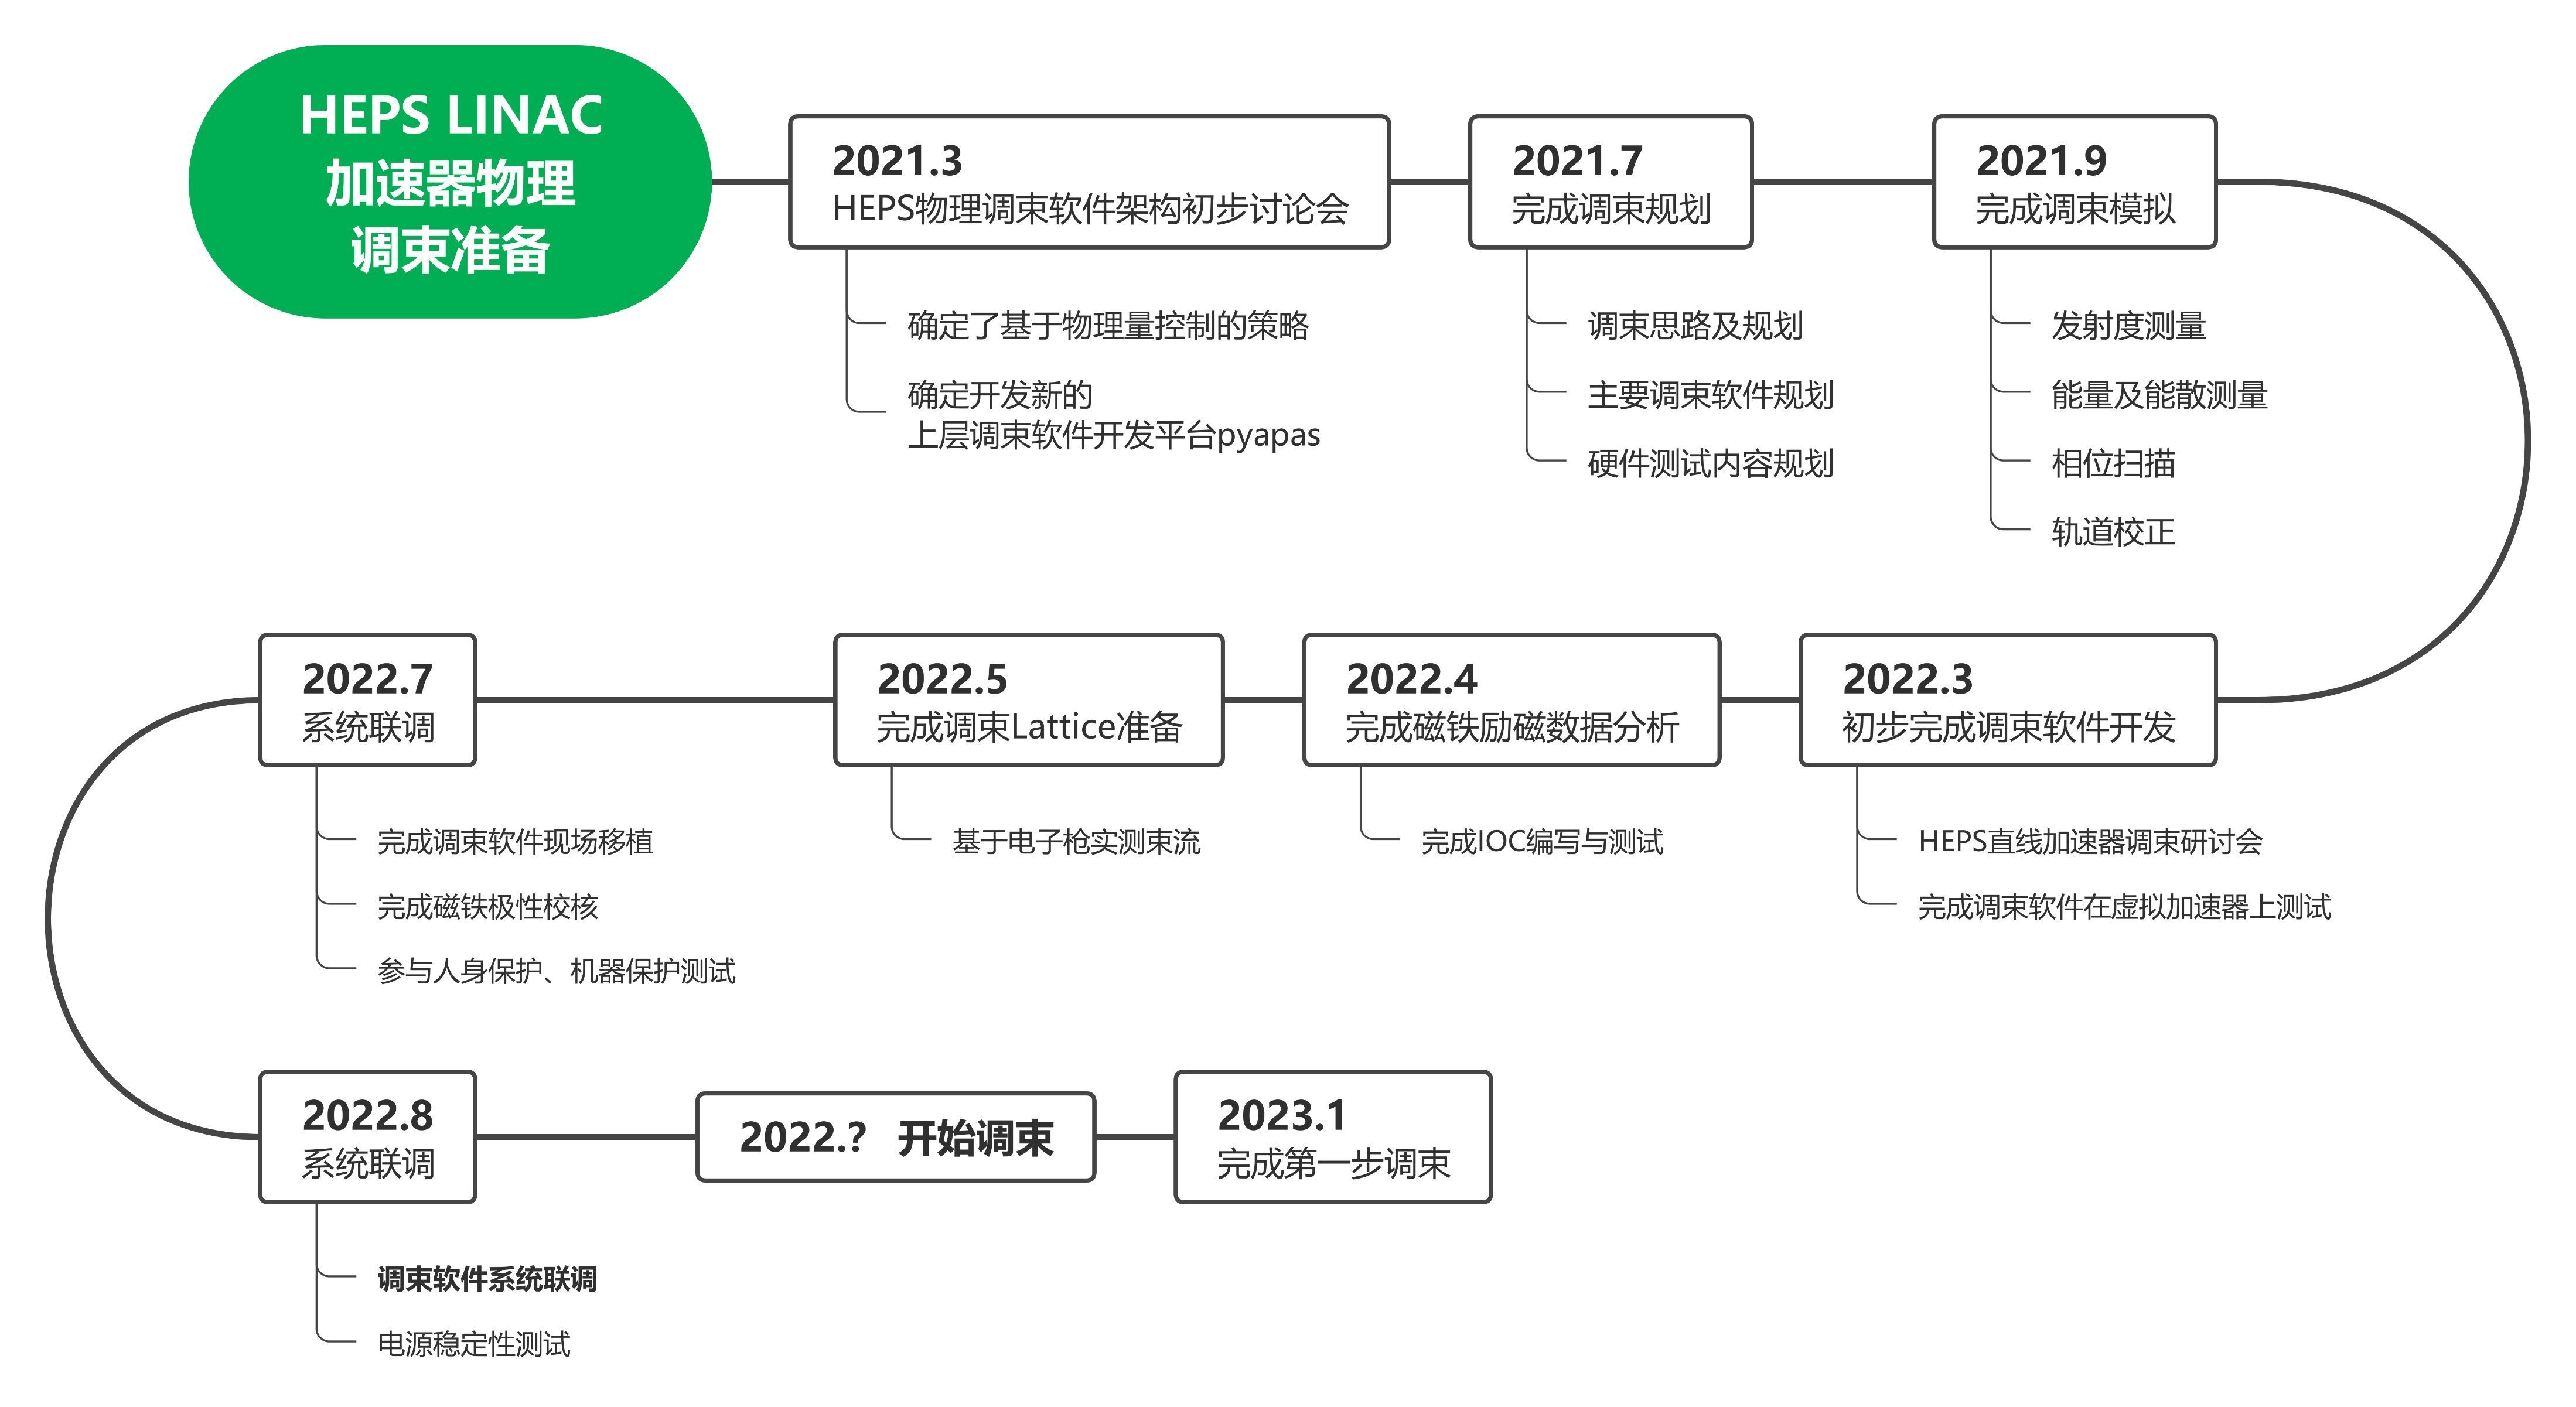 HEPS LINAC
加速器物理
调束准备
2021.3
HEPS物理调束软件架构初步讨论会
确定了基于物理量控制的策略
确定开发新的
上层调束软件开发平台pyapas
2021.7
完成调束规划
调束思路及规划
主要调束软件规划
硬件测试内容规划
2021.9
完成调束模拟
发射度测量
能量及能散测量
相位扫描
轨道校正
2022.3
初步完成调束软件开发
HEPS直线加速器调束研讨会
完成调束软件在虚拟加速器上测试
2022.4
完成磁铁励磁数据分析
完成IOC编写与测试
2022.5
完成调束Lattice准备
基于电子枪实测束流
2022.7
系统联调
完成调束软件现场移植
完成磁铁极性校核
参与人身保护、机器保护测试
2022.8
系统联调
调束软件系统联调
电源稳定性测试
2022.? 开始调束
2023.1
完成第一步调束